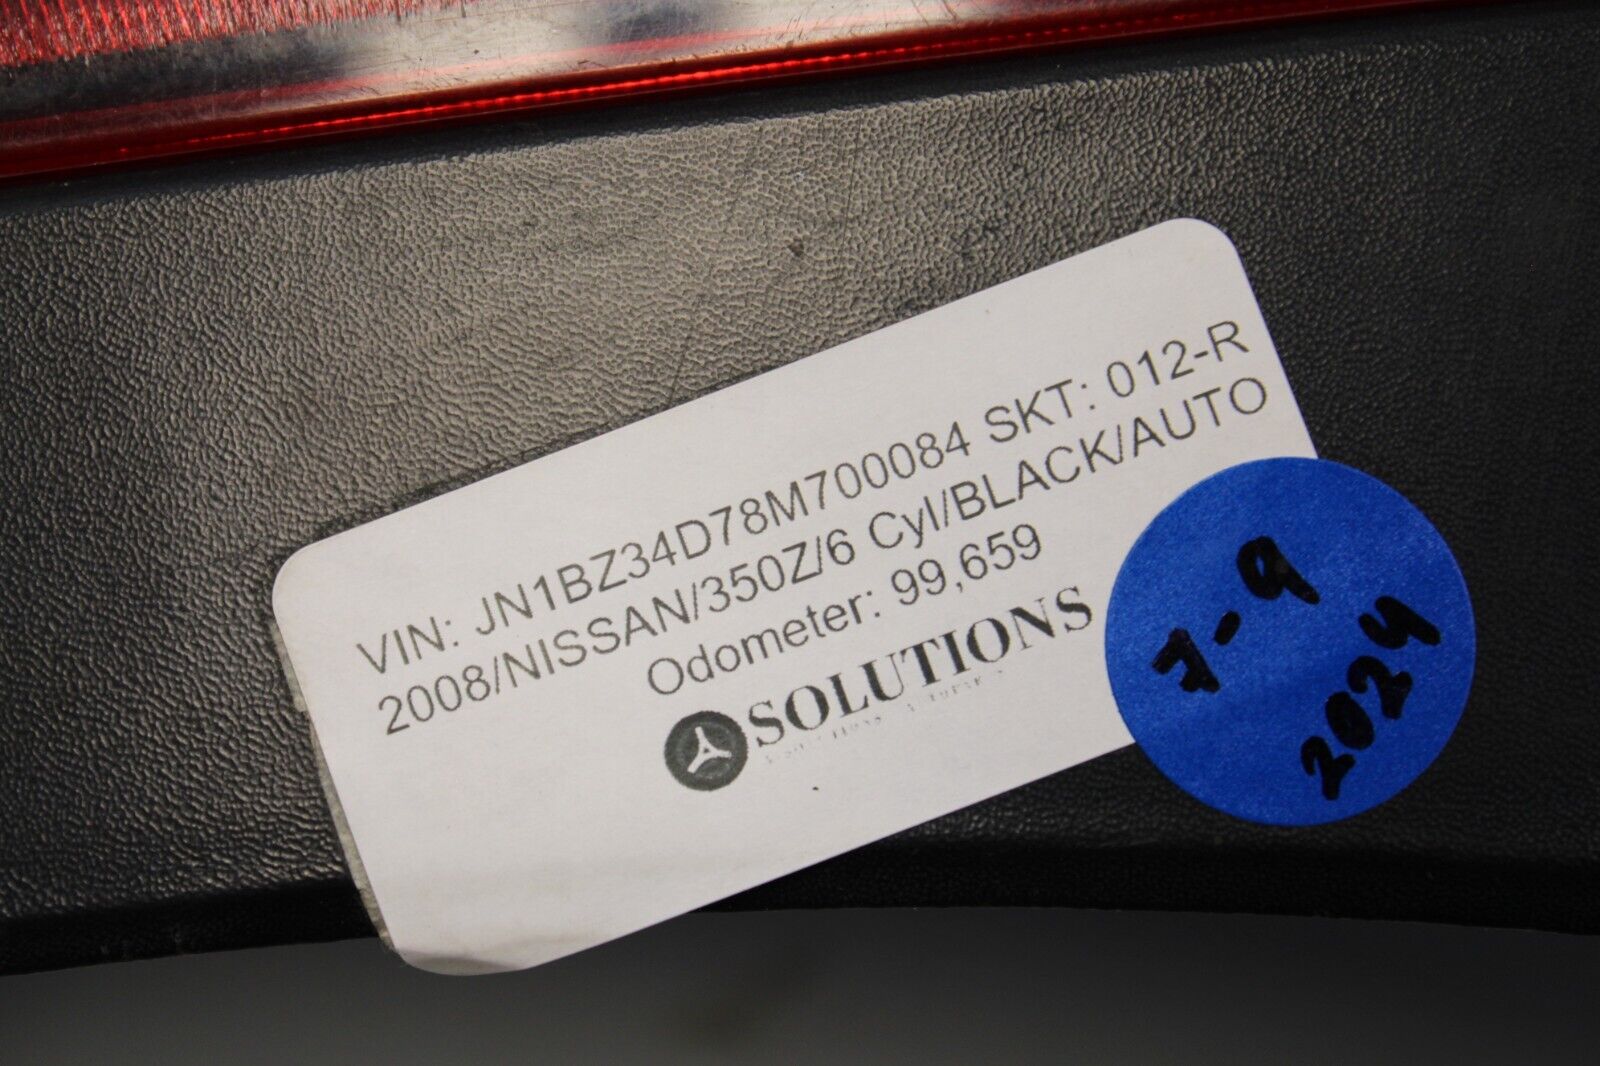 VIN: JN1BZ34D78M700084 SKT: 012-R
2008/NISSAN/350Z/6 Cyl/BLACK/AUTO
Odometer: 99,659
SOLUTIONS
7-9
2024